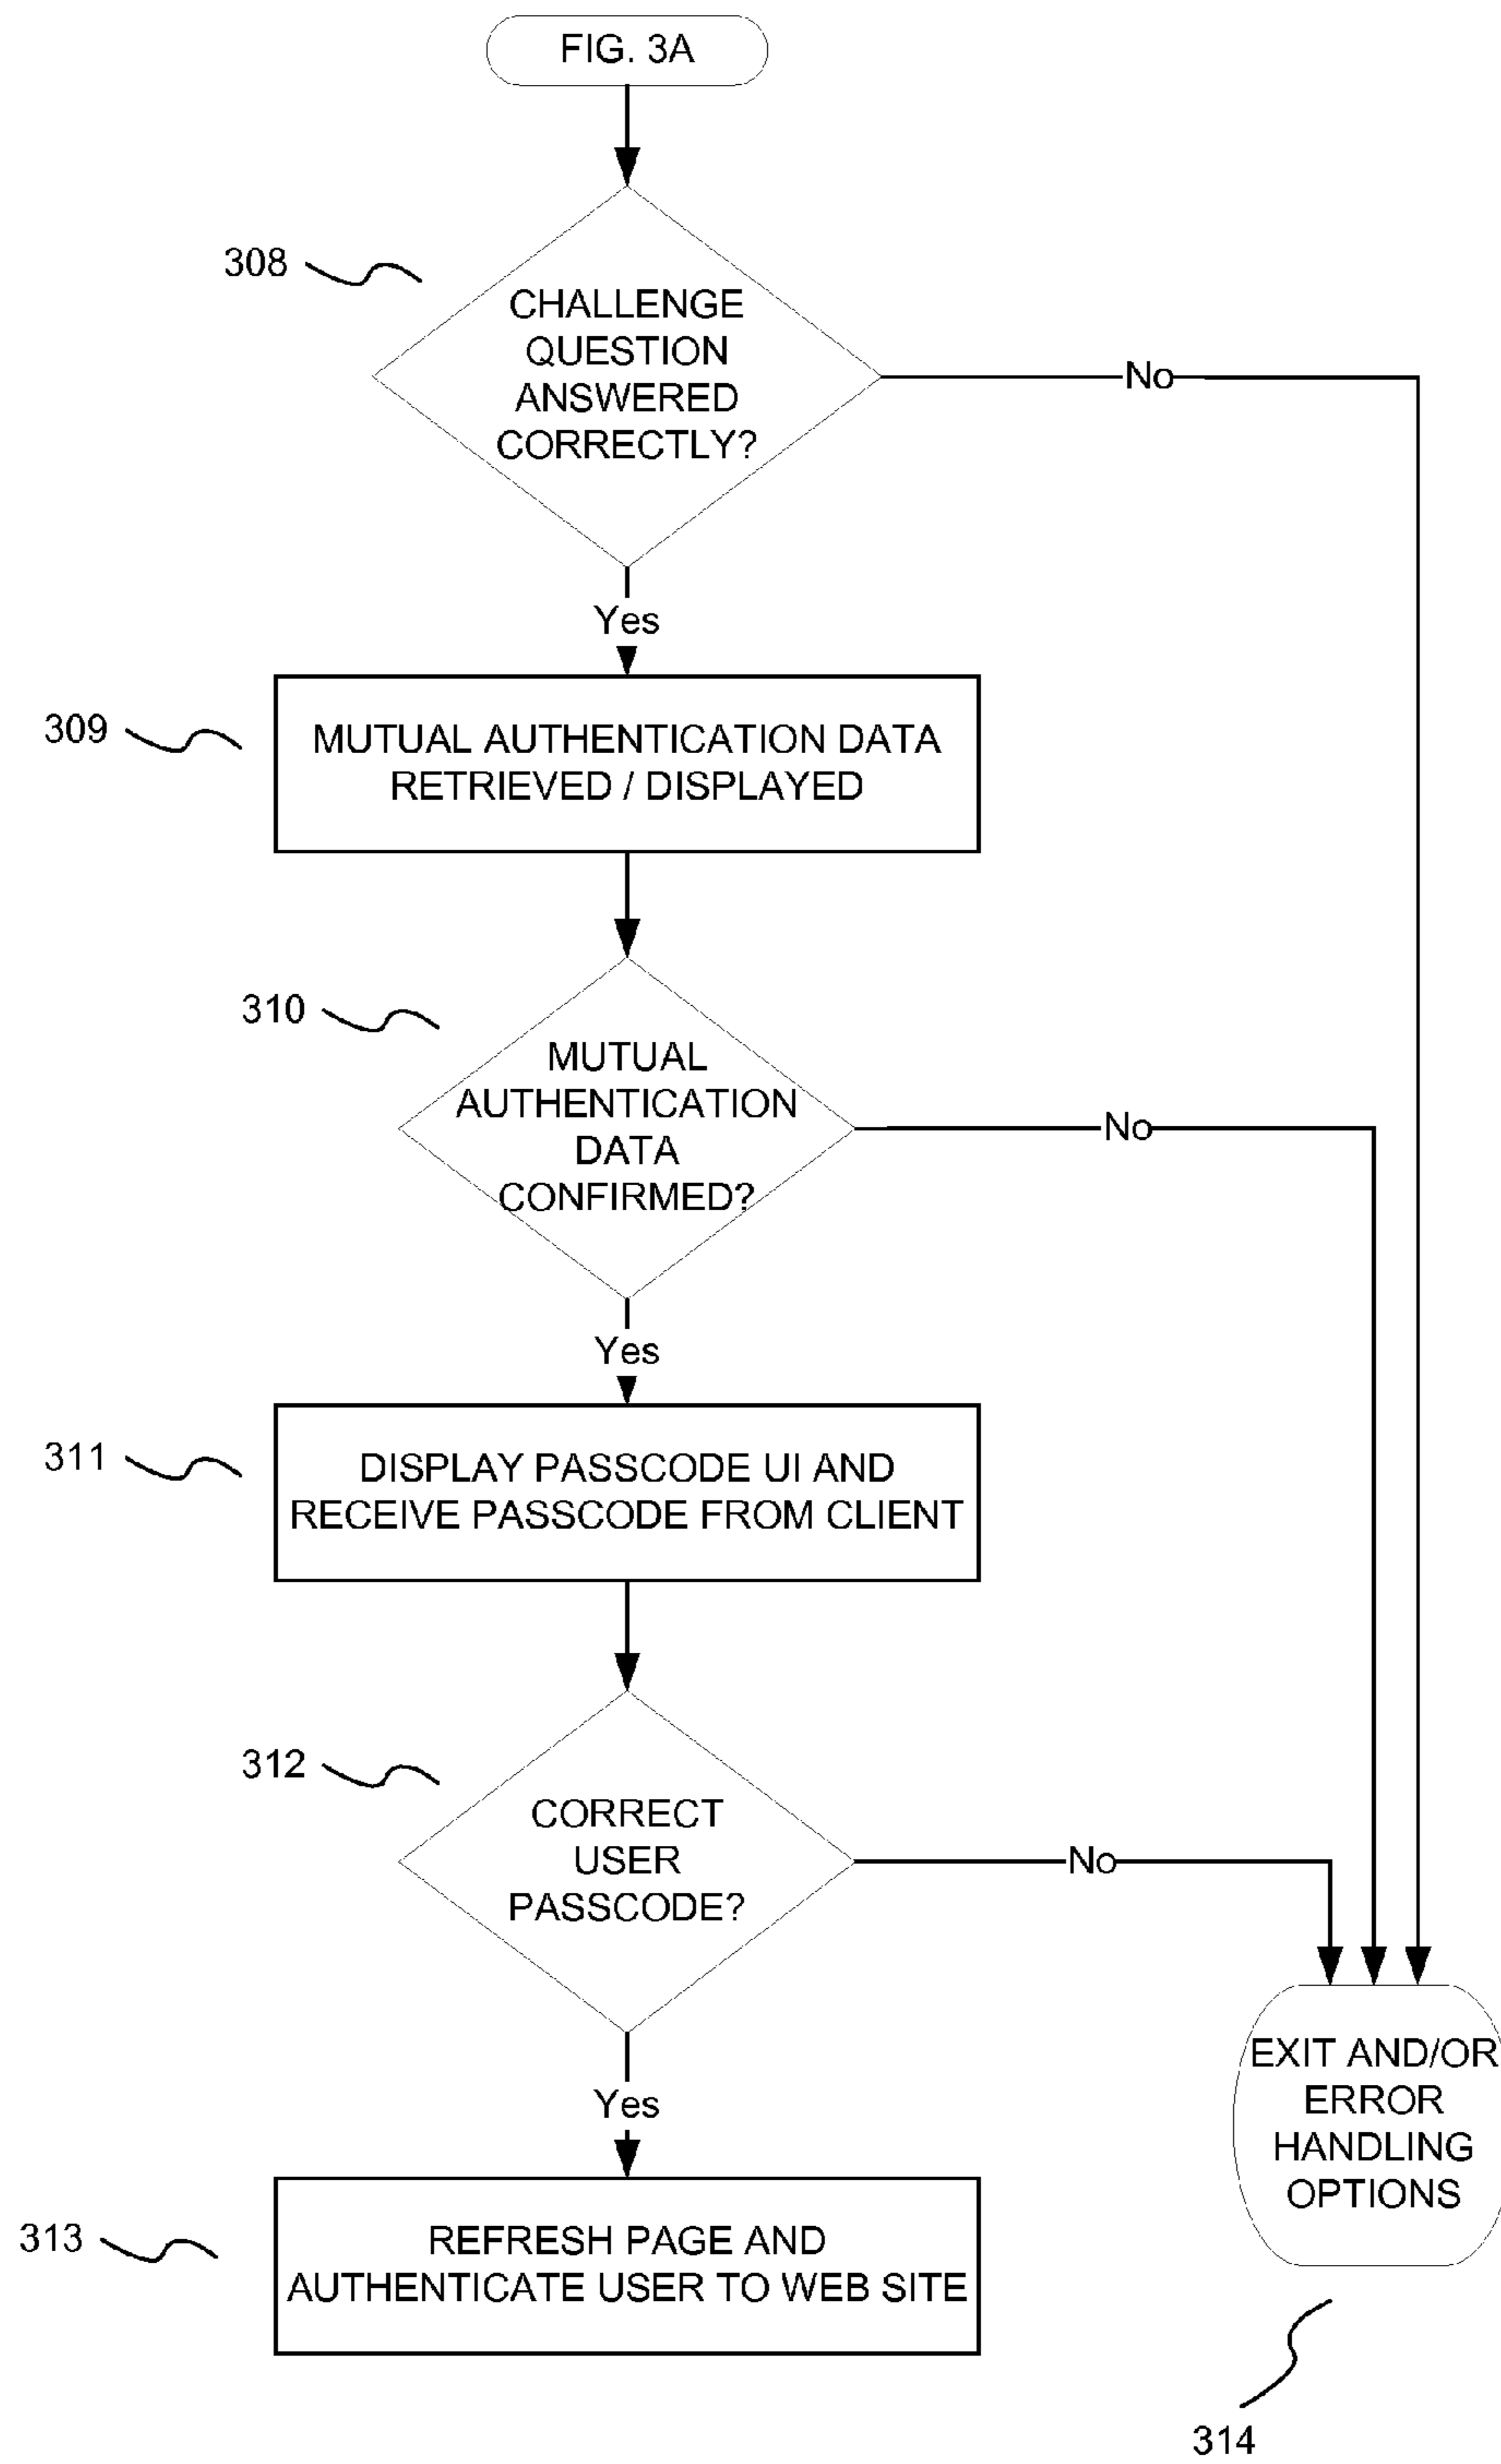 FIG. 3A
308
CHALLENGE
QUESTION
ANSWERED
CORRECTLY?
No
Yes
309
MUTUAL AUTHENTICATION DATA
RETRIEVED / DISPLAYED
310
MUTUAL
AUTHENTICATION
DATA
CONFIRMED?
No
Yes
311
DISPLAY PASSCODE UI AND
RECEIVE PASSCODE FROM CLIENT
312
CORRECT
USER
PASSCODE?
No
Yes
EXIT AND/OR
ERROR
HANDLING
OPTIONS
313
REFRESH PAGE AND
AUTHENTICATE USER TO WEB SITE
314